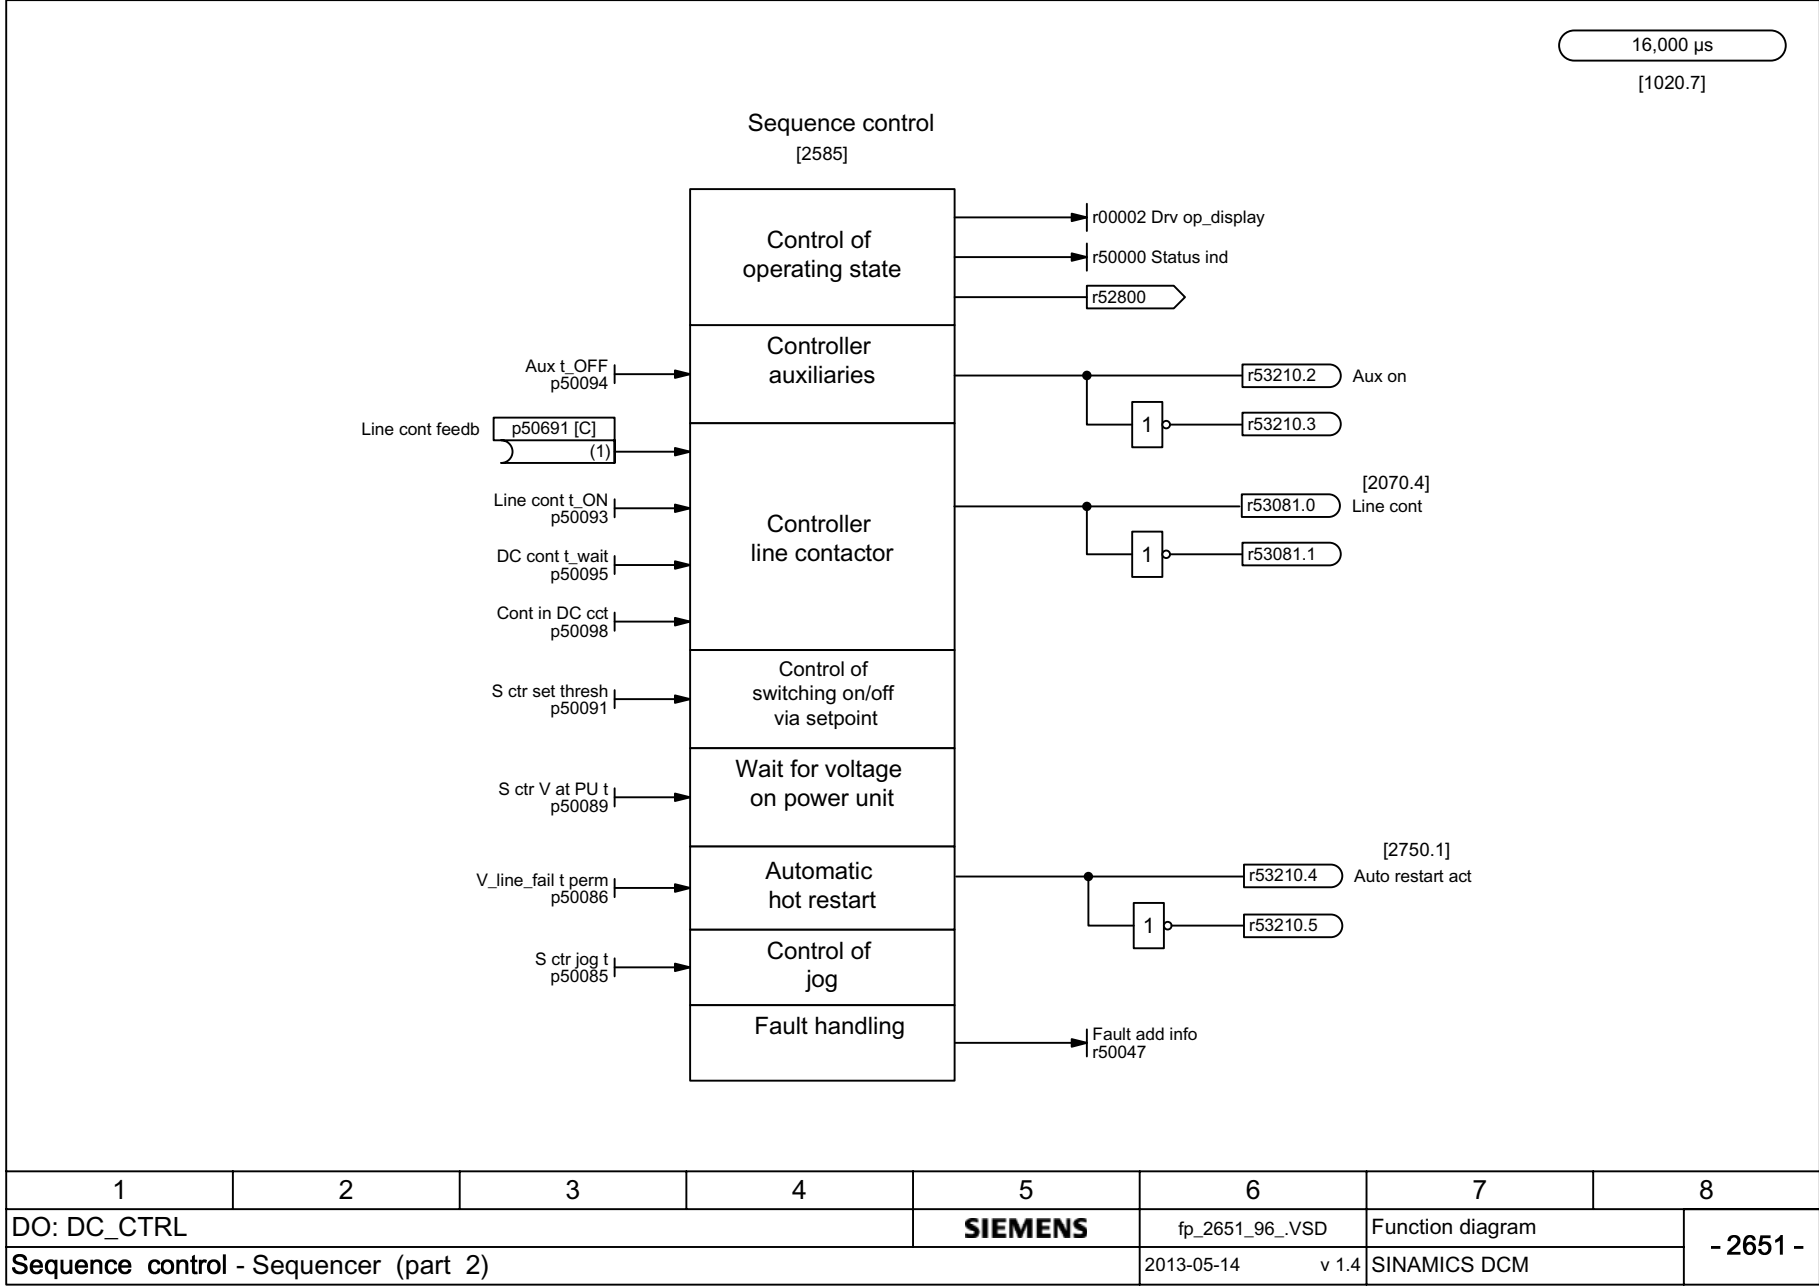 16,000 µs
[1020.7]
Sequence control
[2585]
Control of
operating state
r00002 Drv op_display
r50000 Status ind
r52800
Controller
auxiliaries
Aux t_OFF
p50094
r53210.2 Aux on
1
r53210.3
Line cont feedb
p50691 [C]
(1)
Line cont t_ON
p50093
DC cont t_wait
p50095
Cont in DC cct
p50098
Controller
line contactor
[2070.4]
r53081.0 Line cont
1
r53081.1
S ctr set thresh
p50091
Control of
switching on/off
via setpoint
S ctr V at PU t
p50089
Wait for voltage
on power unit
V_line_fail t perm
p50086
Automatic
hot restart
[2750.1]
r53210.4 Auto restart act
1
r53210.5
S ctr jog t
p50085
Control of
jog
Fault handling
Fault add info
r50047
1 2 3 4 5 6 7 8
DO: DC_CTRL
SIEMENS
fp_2651_96_.VSD
Function diagram
- 2651 -
Sequence control - Sequencer (part 2)
2013-05-14 v 1.4
SINAMICS DCM